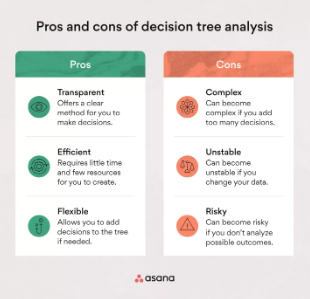 Pros and cons of decision tree analysis
Pros
Transparent
Offers a clear
method for you to
make decisions.
Efficient
Requires little time
and few resources
for you to create.
Flexible
Allows you to add
decisions to the tree
if needed.
Cons
Complex
Can become
complex if you add
too many decisions.
Unstable
Can become
unstable if you
change your data.
Risky
Can become risky
if you don't analyze
possible outcomes.
asana